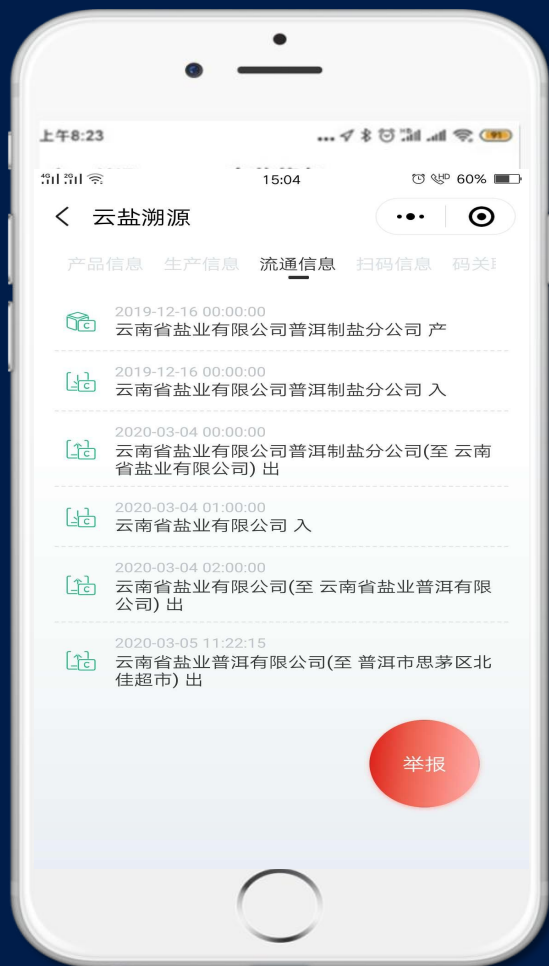 上午8:23
91
4G 2G
15:04
HD 60%
云盐溯源
产品信息 生产信息 流通信息 扫码信息 码关联
2019-12-16 00:00:00
云南省盐业有限公司普洱制盐分公司 产
2019-12-16 00:00:00
云南省盐业有限公司普洱制盐分公司 入
2020-03-04 00:00:00
云南省盐业有限公司普洱制盐分公司(至 云南
省盐业有限公司) 出
2020-03-04 01:00:00
云南省盐业有限公司 入
2020-03-04 02:00:00
云南省盐业有限公司(至 云南省盐业普洱有限
公司) 出
2020-03-05 11:22:15
云南省盐业普洱有限公司(至 普洱市思茅区北
佳超市) 出
举报